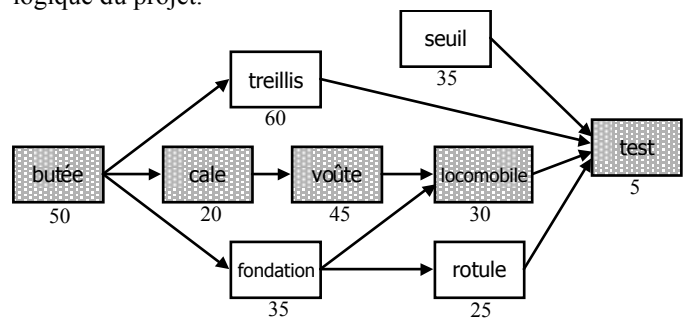 logique du projet.
seuil
35
treillis
60
butée
50
cale
20
voûte
45
locomobile
30
test
5
fondation
35
rotule
25